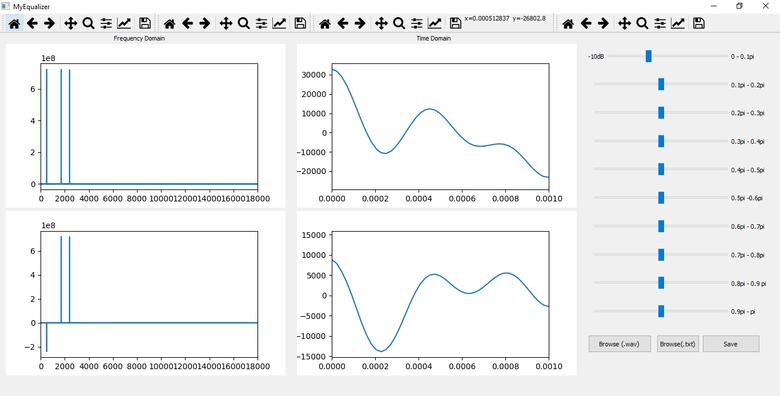 MyEqualizer
x=0.000512837 y=-26802.8
Frequency Domain
Time Domain
1e8
6
4
2
0
0 2000 4000 6000 8000 10000 12000 14000 16000 18000
30000
20000
10000
0
−10000
−20000
0.0000 0.0002 0.0004 0.0006 0.0008 0.0010
1e8
6
4
2
0
−2
0 2000 4000 6000 8000 10000 12000 14000 16000 18000
15000
10000
5000
0
−5000
−10000
−15000
0.0000 0.0002 0.0004 0.0006 0.0008 0.0010
-10dB
0 - 0.1pi
0.1pi - 0.2pi
0.2pi - 0.3pi
0.3pi - 0.4pi
0.4pi - 0.5pi
0.5pi -0.6pi
0.6pi - 0.7pi
0.7pi - 0.8pi
0.8pi - 0.9 pi
0.9pi - pi
Browse (.wav)
Browse(.txt)
Save